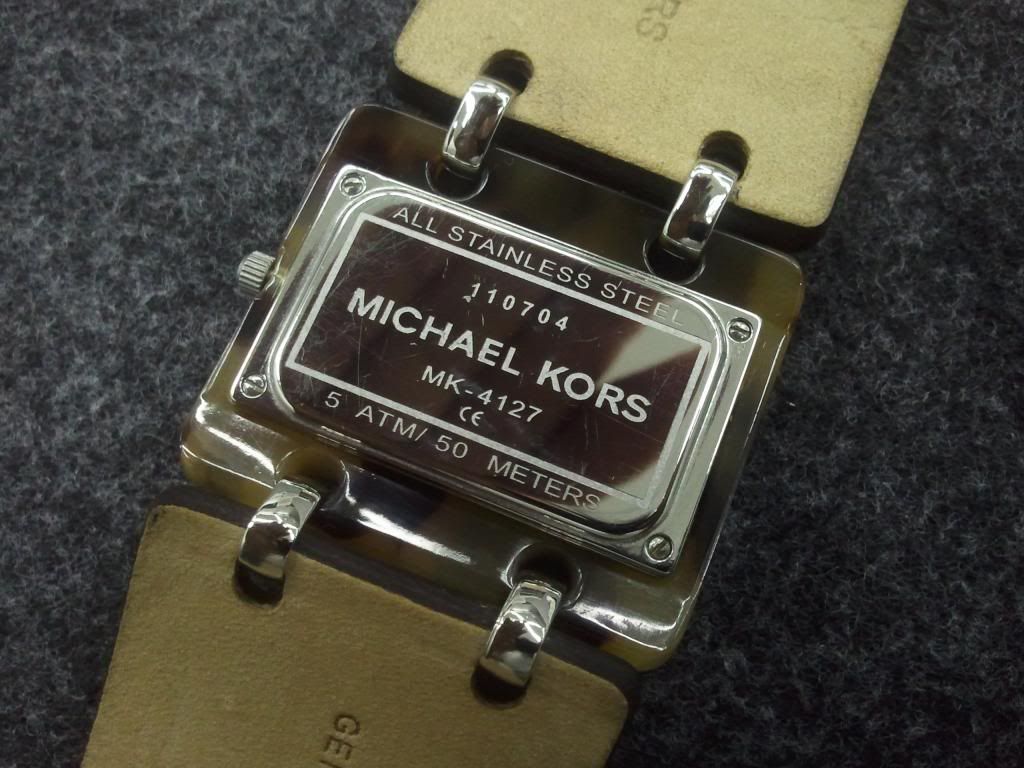 ALL STAINLESS STEEL
110704
MICHAEL KORS
MK-4127
CE
5 ATM/ 50 METERS